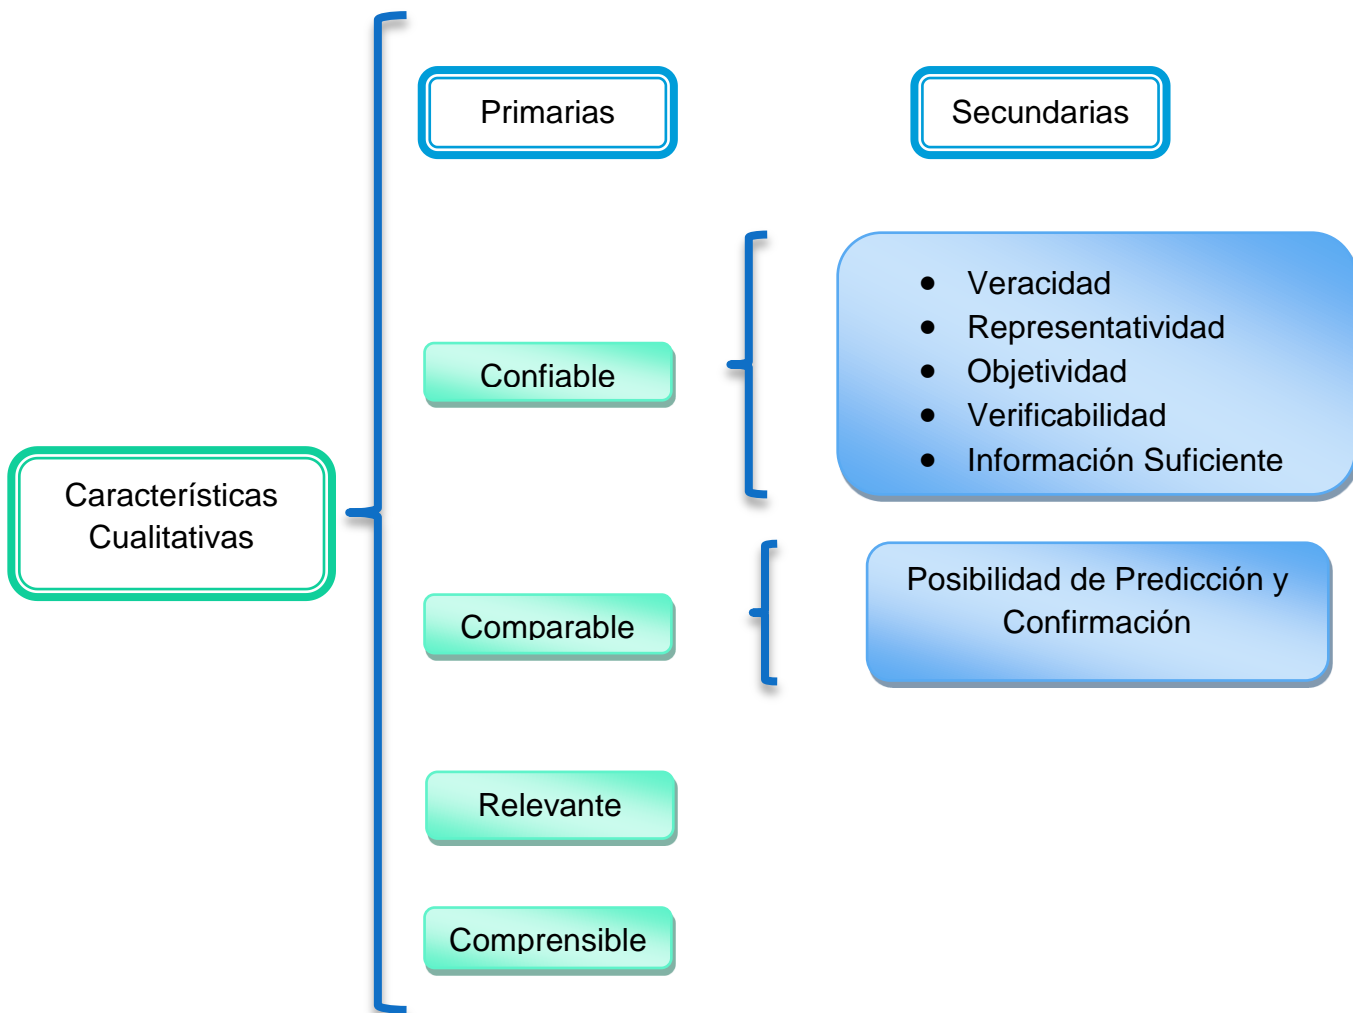 Primarias
Secundarias
Confiable
● Veracidad
● Representatividad
● Objetividad
● Verificabilidad
● Información Suficiente
Características
Cualitativas
Comparable
Posibilidad de Predicción y
Confirmación
Relevante
Comprensible